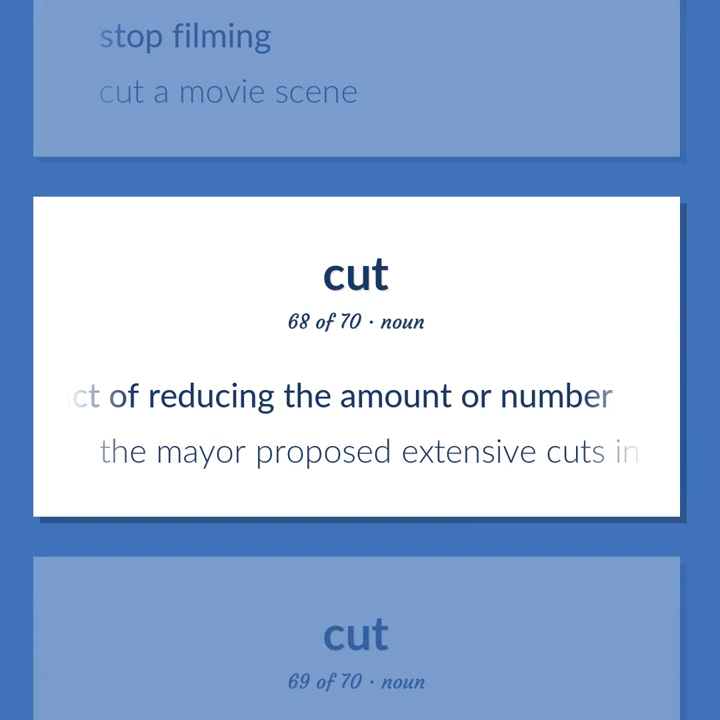 stop filming
cut a movie scene
cut
68 of 70 · noun
ct of reducing the amount or number
the mayor proposed extensive cuts in
cut
69 of 70 · noun